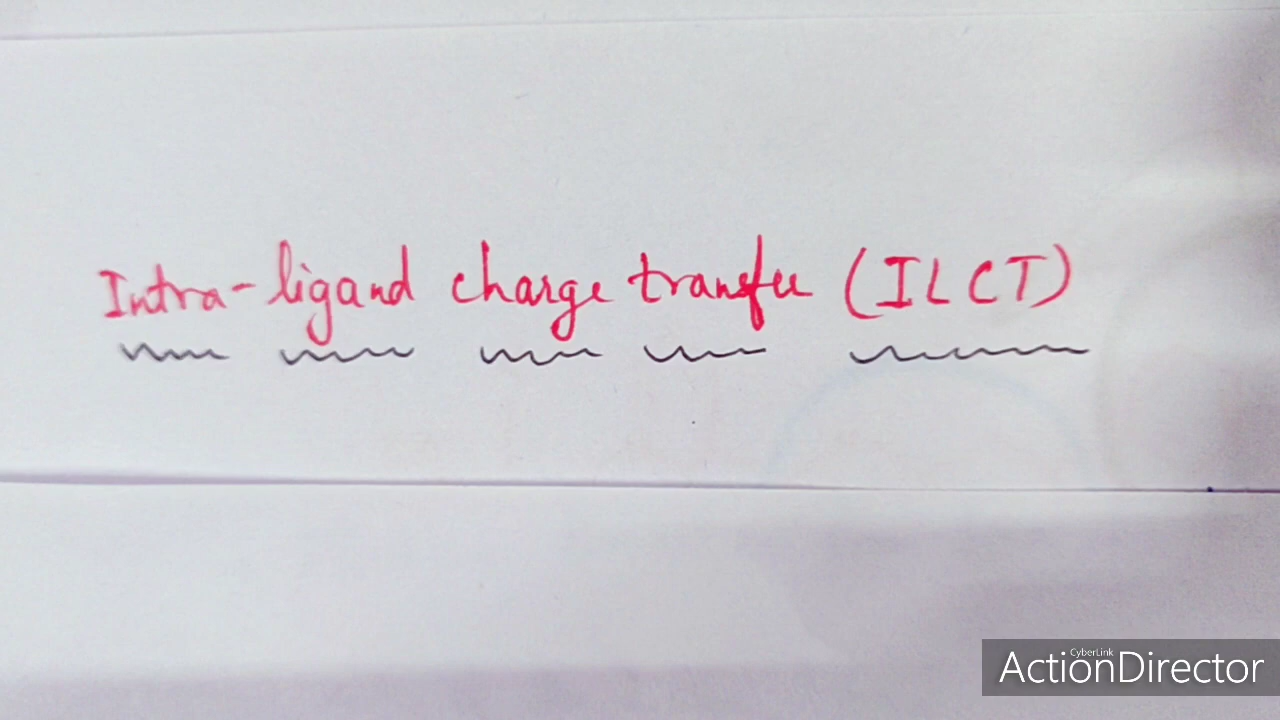 Intra-ligand charge transfer (ILCT)
CyberLink
ActionDirector